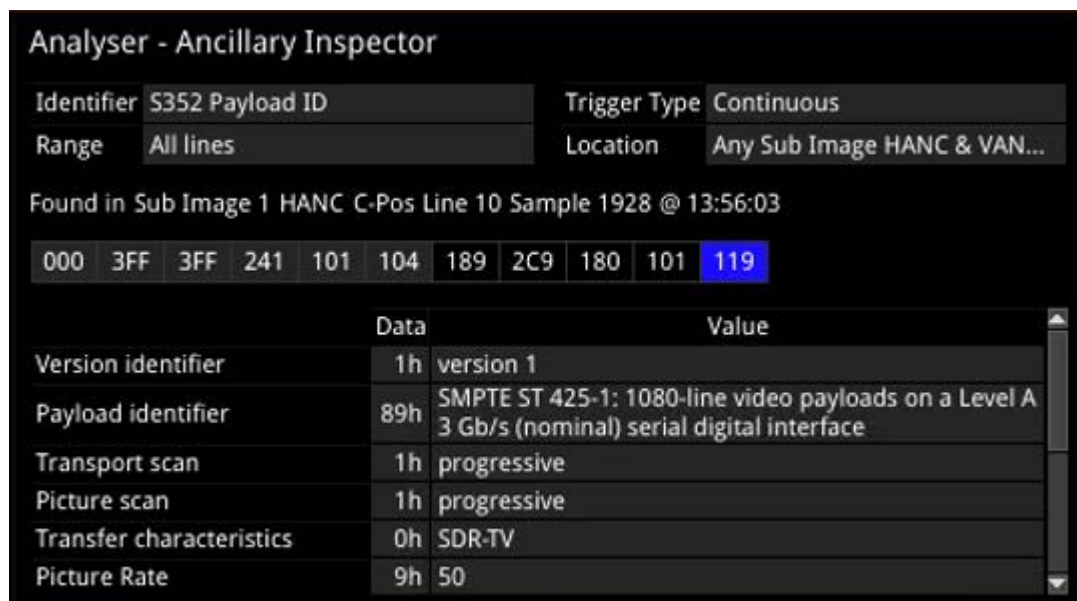 Analyser - Ancillary Inspector
Identifier S352 Payload ID Trigger Type Continuous
Range All lines Location Any Sub Image HANC & VAN...
Found in Sub Image 1 HANC C-Pos Line 10 Sample 1928 @ 13:56:03
000 3FF 3FF 241 101 104 189 2C9 180 101 119
Data Value
Version identifier 1h version 1
Payload identifier 89h SMPTE ST 425-1: 1080-line video payloads on a Level A
3 Gb/s (nominal) serial digital interface
Transport scan 1h progressive
Picture scan 1h progressive
Transfer characteristics 0h SDR-TV
Picture Rate 9h 50